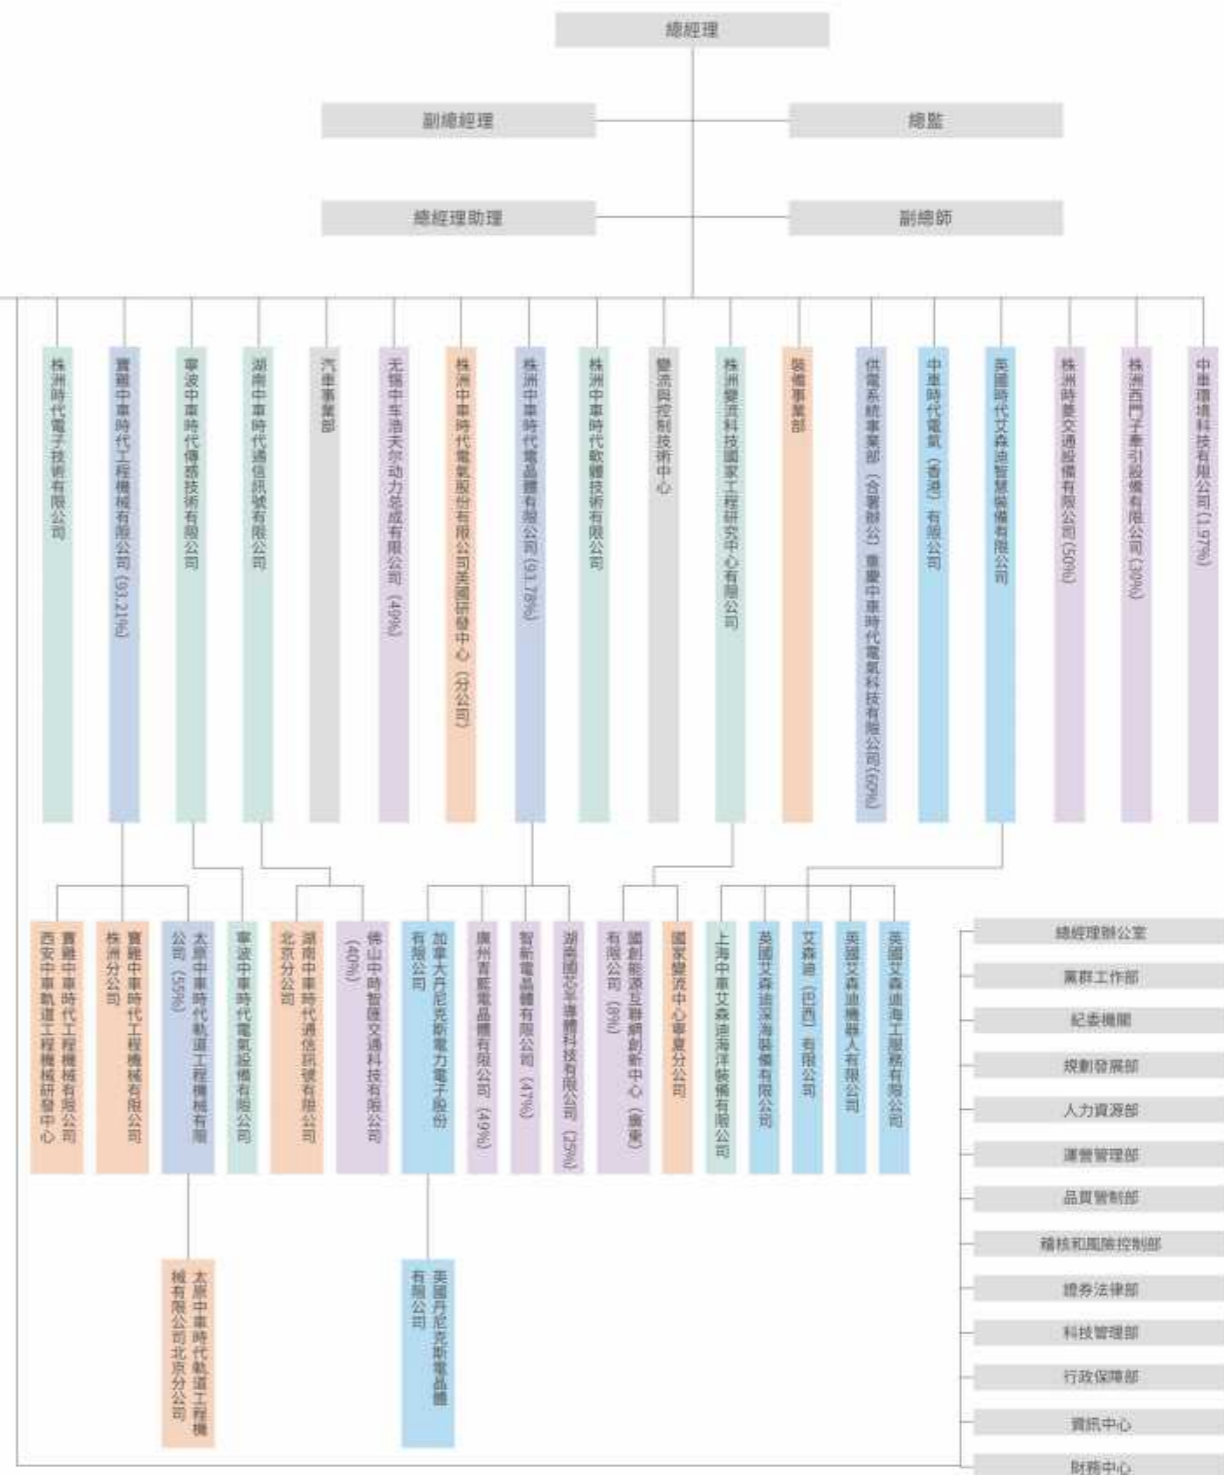 總經理
副總經理
總監
總經理助理
副總師
株洲時代電子技術有限公司
寶雞中車時代工程機械有限公司 (93.21%)
寧波中車時代傳感技術有限公司
湖南中車時代通信訊號有限公司
汽車事業部
无锡中车浩夫尔动力总成有限公司 (49%)
株洲中車時代電氣股份有限公司美國研發中心 (分公司)
株洲中車時代電晶體有限公司 (93.78%)
株洲中車時代軟體技術有限公司
變流與控制技術中心
株洲變流科技國家工程研究中心有限公司
裝備事業部
供電系統事業部 (合署辦公) 重慶中車時代電氣科技有限公司(60%)
中車時代電氣 (香港) 有限公司
英國時代艾森迪智慧裝備有限公司
株洲時菱交通設備有限公司 (50%)
株洲西門子牽引設備有限公司 (30%)
中車環境科技有限公司 (1.97%)
寶雞中車時代工程機械有限公司
西安中車軌道工程機械研發中心
寶雞中車時代工程機械有限公司
株洲分公司
太原中車時代軌道工程機械有限
公司 (55%)
寧波中車時代電氣設備有限公司
湖南中車時代通信訊號有限公司
北京分公司
佛山中時智匯交通科技有限公司
(40%)
加拿大丹尼克斯電力電子股份
有限公司
廣州青藍電晶體有限公司 (49%)
智新電晶體有限公司 (47%)
湖南國芯半導體科技有限公司 (25%)
國創能源互聯網創新中心 (廣東)
有限公司 (8%)
國家變流中心寧夏分公司
上海中車艾森迪海洋裝備有限公司
英國艾森迪深海裝備有限公司
艾森迪 (巴西) 有限公司
英國艾森迪機器人有限公司
英國艾森迪海工服務有限公司
太原中車時代軌道工程機
械有限公司北京分公司
英國丹尼克斯電晶體
有限公司
總經理辦公室
黨群工作部
紀委機關
規劃發展部
人力資源部
運營管理部
品質管制部
稽核和風險控制部
證券法律部
科技管理部
行政保障部
資訊中心
財務中心